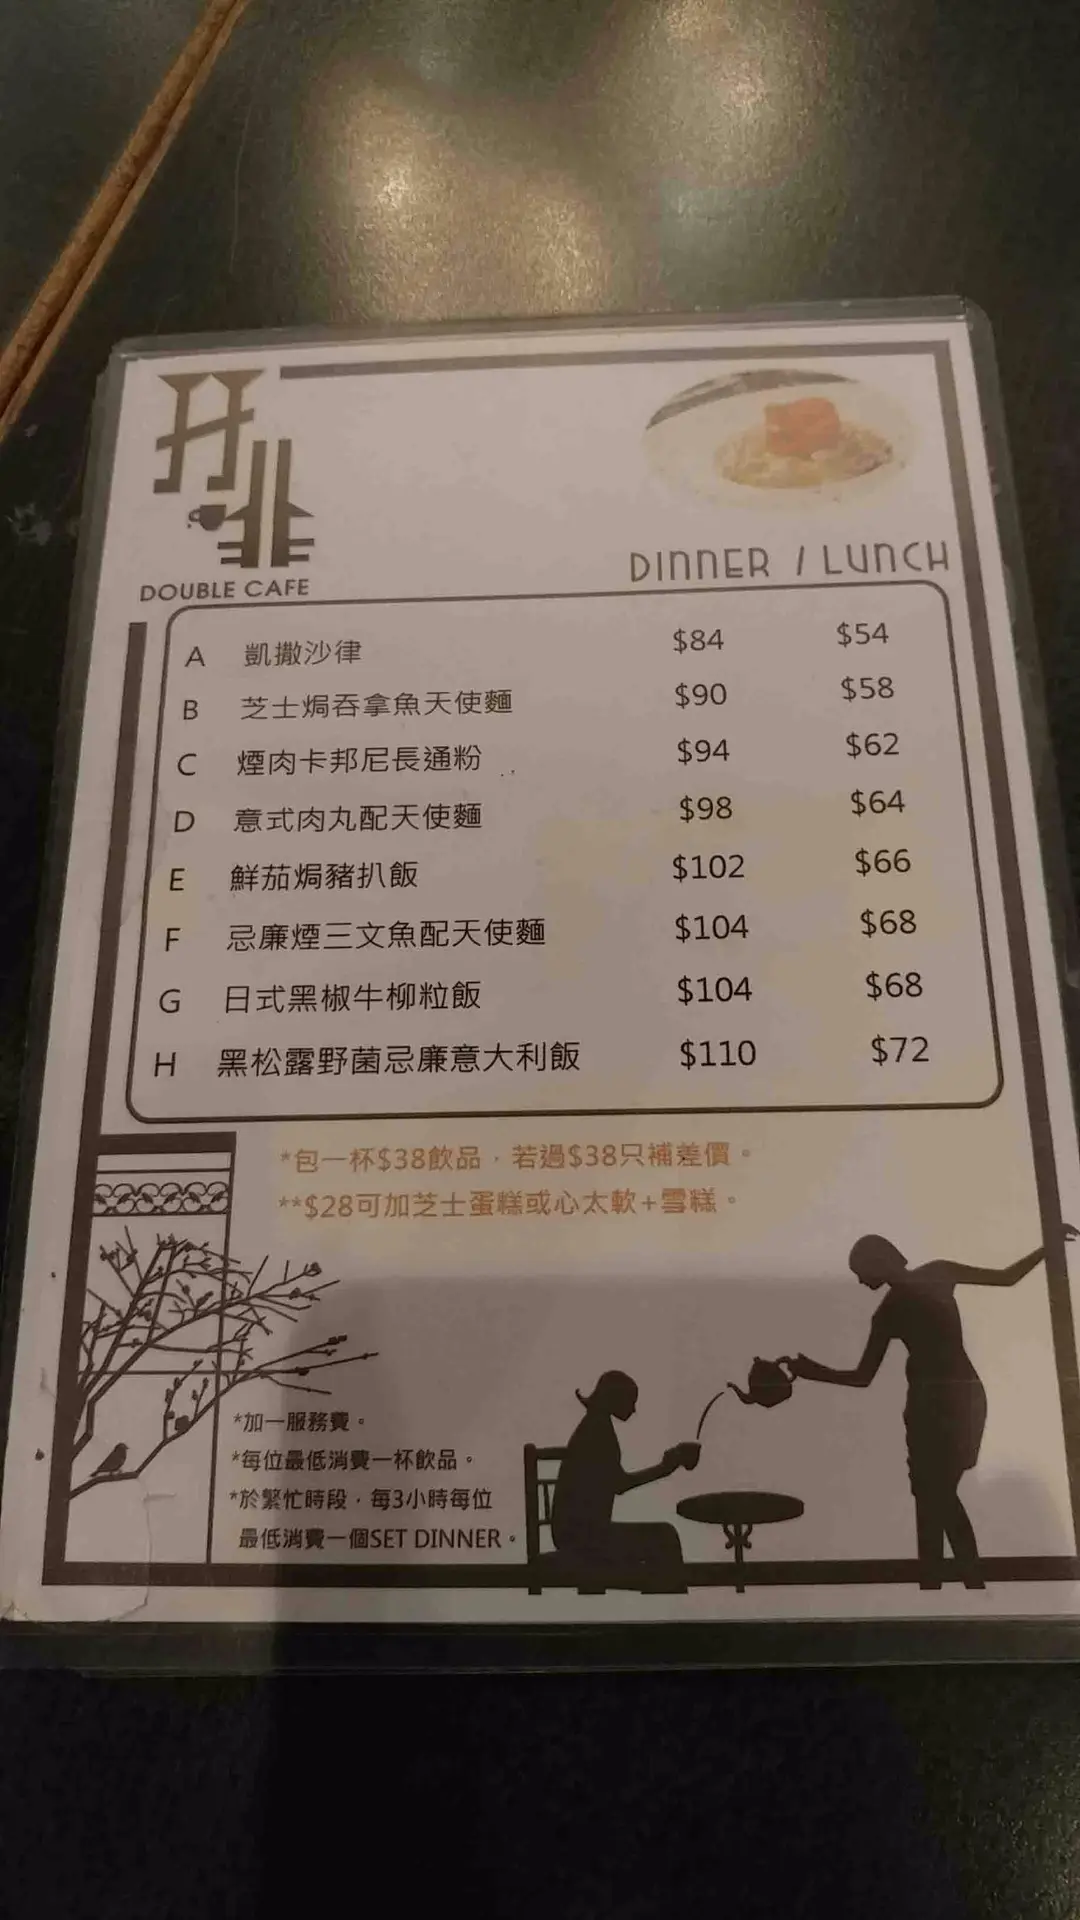 DOUBLE CAFE
DINNER / LUNCH
A 凱撒沙律 $84 $54
B 芝士焗吞拿魚天使麵 $90 $58
C 煙肉卡邦尼長通粉 $94 $62
D 意式肉丸配天使麵 $98 $64
E 鮮茄焗豬扒飯 $102 $66
F 忌廉煙三文魚配天使麵 $104 $68
G 日式黑椒牛柳粒飯 $104 $68
H 黑松露野菌忌廉意大利飯 $110 $72
*包一杯$38飲品，若過$38只補差價。
**$28可加芝士蛋糕或心太軟+雪糕。
*加一服務費。
*每位最低消費一杯飲品。
*於繁忙時段，每3小時每位
最低消費一個SET DINNER。